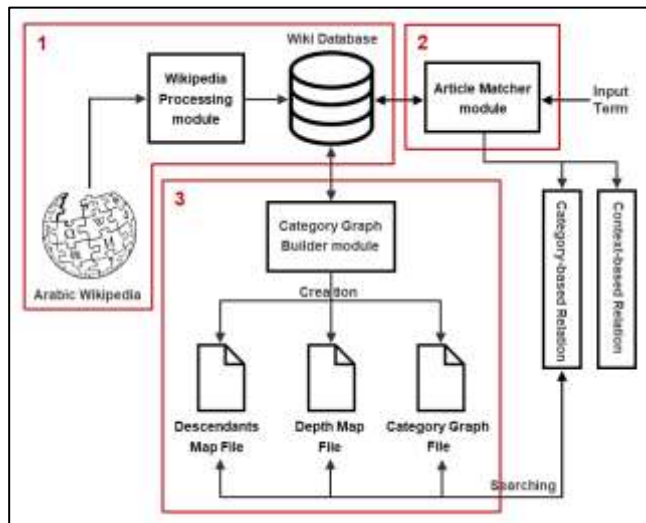 1
Wiki Database
2
Wikipedia
Processing
module
Article Matcher
module
Input
Term
3
Category Graph
Builder module
Arabic Wikipedia
Creation
Category-based Relation
Context-based Relation
Descendants
Map File
Depth Map
File
Category Graph
File
Searching